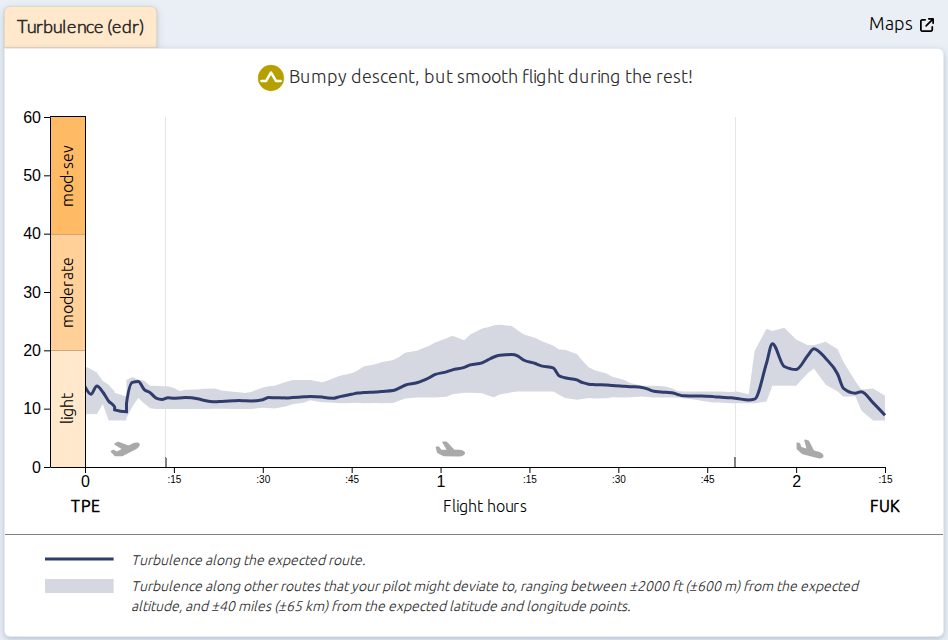 Turbulence (edr)
Maps
Bumpy descent, but smooth flight during the rest!
60
50
40
30
20
10
0
mod-sev
moderate
light
0
:15
:30
:45
1
:15
:30
:45
2
:15
TPE
Flight hours
FUK
Turbulence along the expected route.
Turbulence along other routes that your pilot might deviate to, ranging between ±2000 ft (±600 m) from the expected
altitude, and ±40 miles (±65 km) from the expected latitude and longitude points.